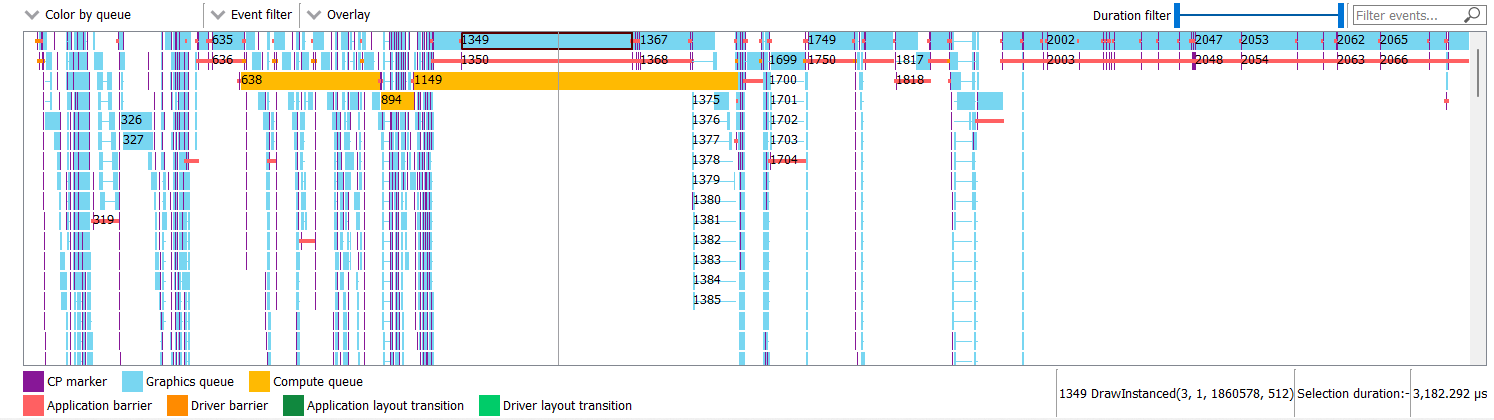 Color by queue Event filter Overlay Duration filter Filter events...
635 1349 1367 1749 2002 2047 2053 2062 2065
636 1350 1368 1699 1750 1817 2003 2048 2054 2063 2066
638 1149 1700 1818
894 1375 1701
326 1376 1702
327 1377 1703
1378 1704
1379
1380
319 1381
1382
1383
1384
1385
CP marker Graphics queue Compute queue
1349 DrawInstanced(3, 1, 1860578, 512) Selection duration:- 3,182.292 µs
Application barrier Driver barrier Application layout transition Driver layout transition